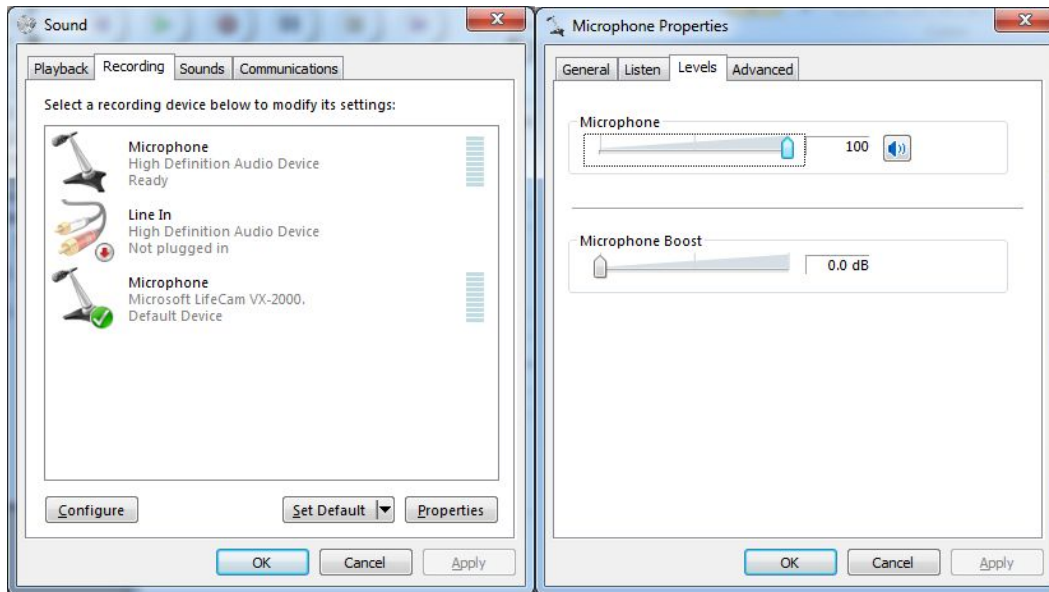 Sound
Playback Recording Sounds Communications
Select a recording device below to modify its settings:
Microphone
High Definition Audio Device
Ready
Line In
High Definition Audio Device
Not plugged in
Microphone
Microsoft LifeCam VX-2000.
Default Device
Configure Set Default Properties
OK Cancel Apply
Microphone Properties
General Listen Levels Advanced
Microphone
100
Microphone Boost
0.0 dB
OK Cancel Apply